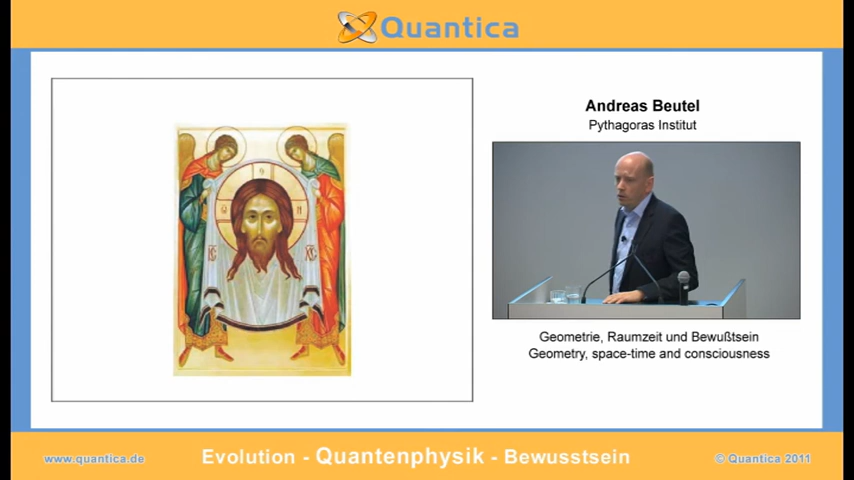 Quantica
Andreas Beutel
Pythagoras Institut
Geometrie, Raumzeit und Bewußtsein
Geometry, space-time and consciousness
www.quantica.de
Evolution - Quantenphysik - Bewusstsein
© Quantica 2011